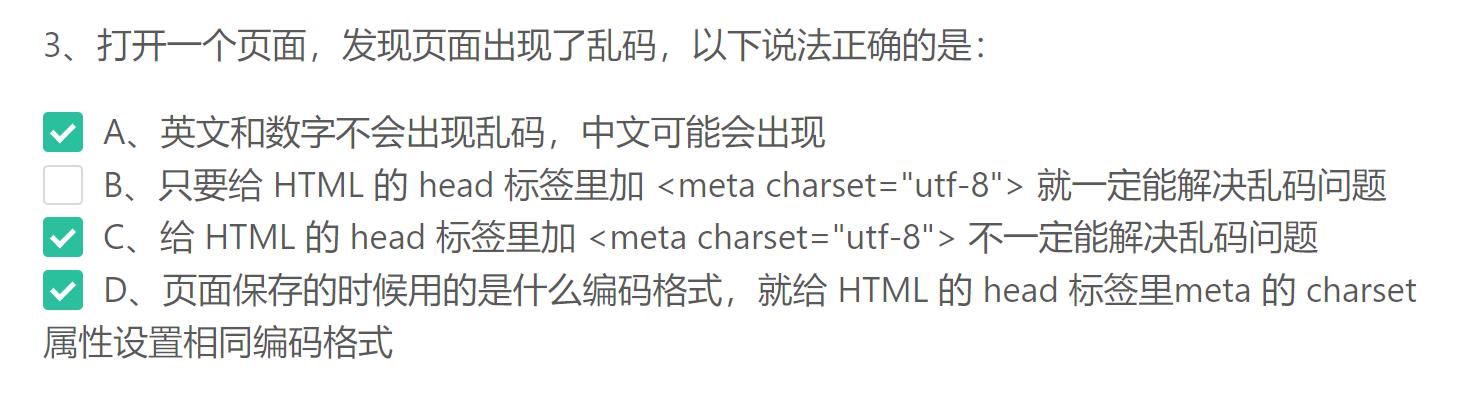 3、打开一个页面，发现页面出现了乱码，以下说法正确的是：
A、英文和数字不会出现乱码，中文可能会出现
B、只要给 HTML 的 head 标签里加 <meta charset="utf-8"> 就一定能解决乱码问题
C、给 HTML 的 head 标签里加 <meta charset="utf-8"> 不一定能解决乱码问题
D、页面保存的时候用的是什么编码格式，就给 HTML 的 head 标签里meta 的 charset
属性设置相同编码格式